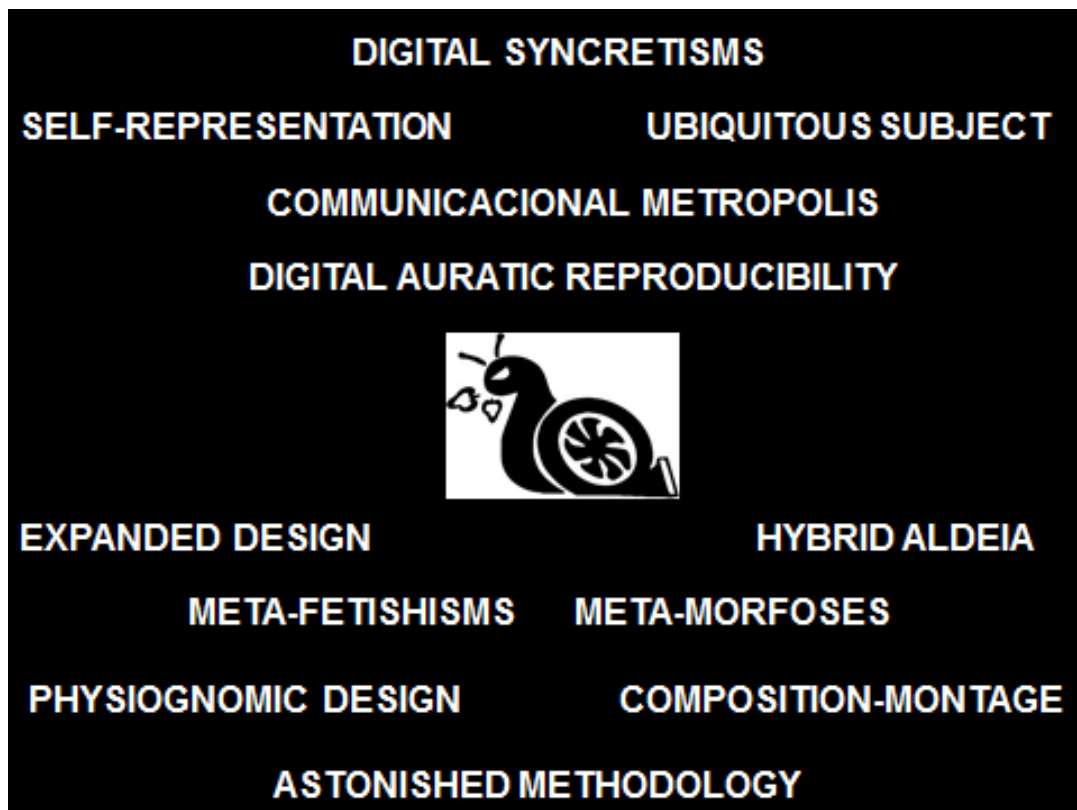 DIGITAL SYNCRETISMS
SELF-REPRESENTATION UBIQUITOUS SUBJECT
COMMUNICACIONAL METROPOLIS
DIGITAL AURATIC REPRODUCIBILITY
EXPANDED DESIGN HYBRID ALDEIA
META-FETISHISMS META-MORFOSES
PHYSIOGNOMIC DESIGN COMPOSITION-MONTAGE
ASTONISHED METHODOLOGY